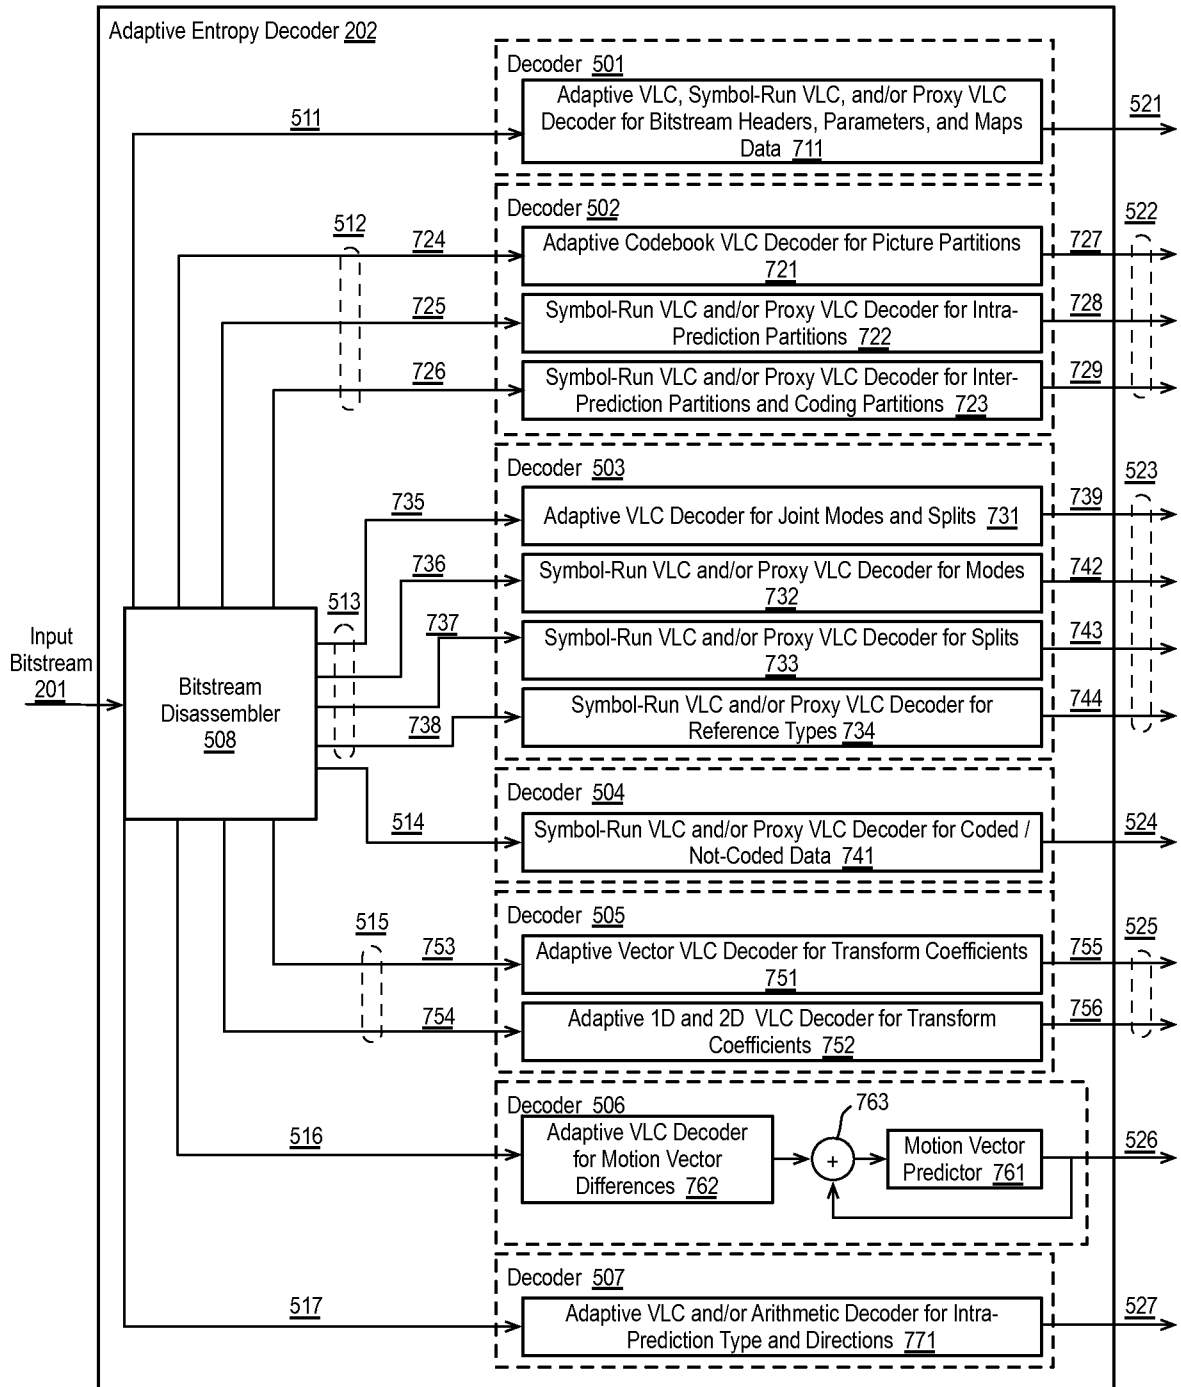 Adaptive Entropy Decoder 202
Decoder 501
Adaptive VLC, Symbol-Run VLC, and/or Proxy VLC
Decoder for Bitstream Headers, Parameters, and Maps
Data 711
511
521
Decoder 502
512
724
Adaptive Codebook VLC Decoder for Picture Partitions
721
727
522
725
Symbol-Run VLC and/or Proxy VLC Decoder for Intra-
Prediction Partitions 722
728
726
Symbol-Run VLC and/or Proxy VLC Decoder for Inter-
Prediction Partitions and Coding Partitions 723
729
Decoder 503
523
735
Adaptive VLC Decoder for Joint Modes and Splits 731
739
736
Symbol-Run VLC and/or Proxy VLC Decoder for Modes
732
742
513
737
Symbol-Run VLC and/or Proxy VLC Decoder for Splits
733
743
738
Symbol-Run VLC and/or Proxy VLC Decoder for
Reference Types 734
744
Input
Bitstream
201
Bitstream
Disassembler
508
Decoder 504
514
Symbol-Run VLC and/or Proxy VLC Decoder for Coded /
Not-Coded Data 741
524
Decoder 505
515
753
Adaptive Vector VLC Decoder for Transform Coefficients
751
755
525
754
Adaptive 1D and 2D VLC Decoder for Transform
Coefficients 752
756
Decoder 506
763
516
Adaptive VLC Decoder
for Motion Vector
Differences 762
+
Motion Vector
Predictor 761
526
Decoder 507
517
Adaptive VLC and/or Arithmetic Decoder for Intra-
Prediction Type and Directions 771
527